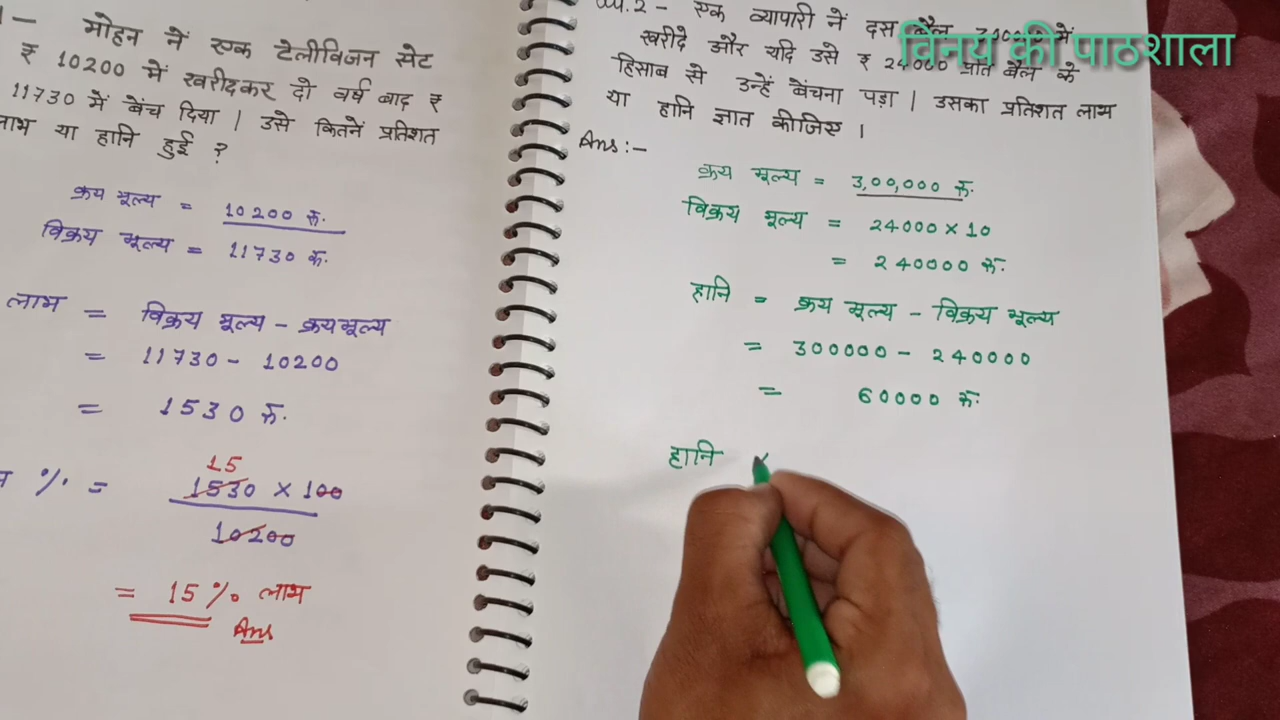 मोहन नें एक टेलीविजन सेट
₹ 10200 में खरीदकर दो वर्ष बाद ₹
11730 में बेंच दिया । उसे कितनें प्रतिशत
लाभ या हानि हुई ?
क्रय मूल्य = 10200 रु.
विक्रय मूल्य = 11730 रु.
लाभ = विक्रय मूल्य - क्रयमूल्य
= 11730 - 10200
= 1530 रु.
15
% = 1530 × 100
10200
= 15 % लाभ
Ans
2 - एक व्यापारी नें दस बैल में
विनय की पाठशाला
खरीदे और यदि उसे ₹ 24000 प्रति बैल के
हिसाब से उन्हें बेंचना पड़ा । उसका प्रतिशत लाभ
या हानि ज्ञात कीजिए ।
Ans:-
क्रय मूल्य = 3,00,000 रु.
विक्रय मूल्य = 24000 × 10
= 240000 रु.
हानि = क्रय मूल्य - विक्रय मूल्य
= 300000 - 240000
= 60000 रु.
हानि